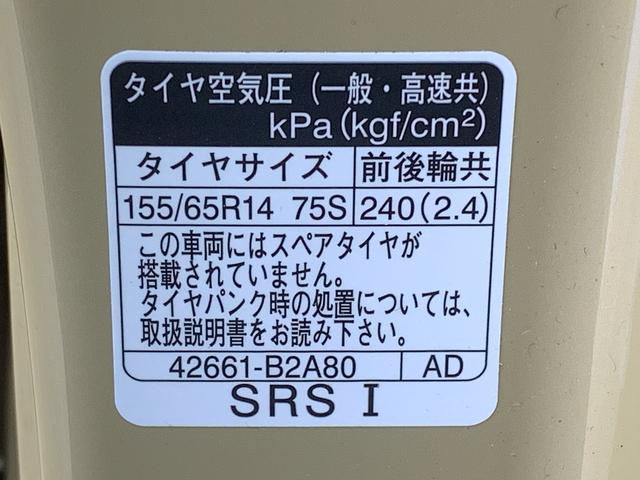 タイヤ空気圧（一般・高速共）
kPa(kgf/cm²)
タイヤサイズ 前後輪共
155/65R14 75S 240(2.4)
この車両にはスペアタイヤが
搭載されていません。
タイヤパンク時の処置については、
取扱説明書をお読み下さい。
42661-B2A80 AD
SRS I